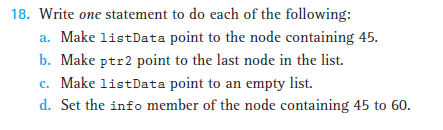 18. Write one statement to do each of the following:
a. Make listData point to the node containing 45.
b. Make ptr2 point to the last node in the list.
c. Make listData point to an empty list.
d. Set the info member of the node containing 45 to 60.